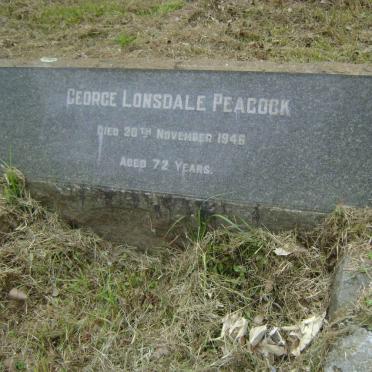 George Lonsdale Peacock
Died 20th November 1946
Aged 72 Years.